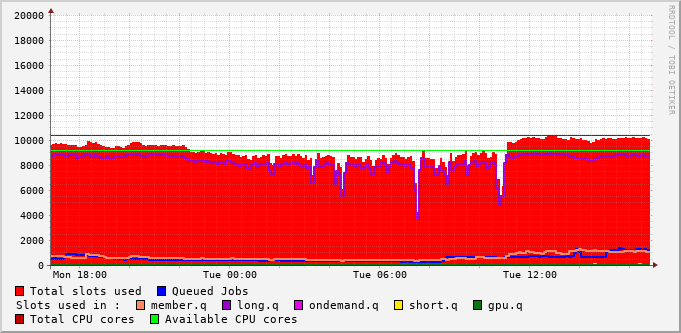 RRDTOOL / TOBI OETIKER
20000
18000
16000
14000
12000
10000
8000
6000
4000
2000
0
Mon 18:00 Tue 00:00 Tue 06:00 Tue 12:00
Total slots used Queued Jobs
Slots used in : member.q long.q ondemand.q short.q gpu.q
Total CPU cores Available CPU cores